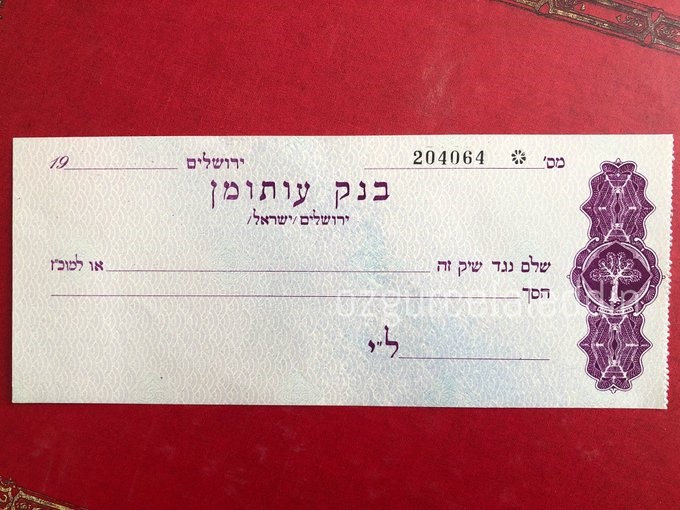 מס' 204064 ירושלים 19
בנק עותומן
ירושלים /ישראל/
שלם נגד שיק זה או למוכ"ז
הסך
ל"י